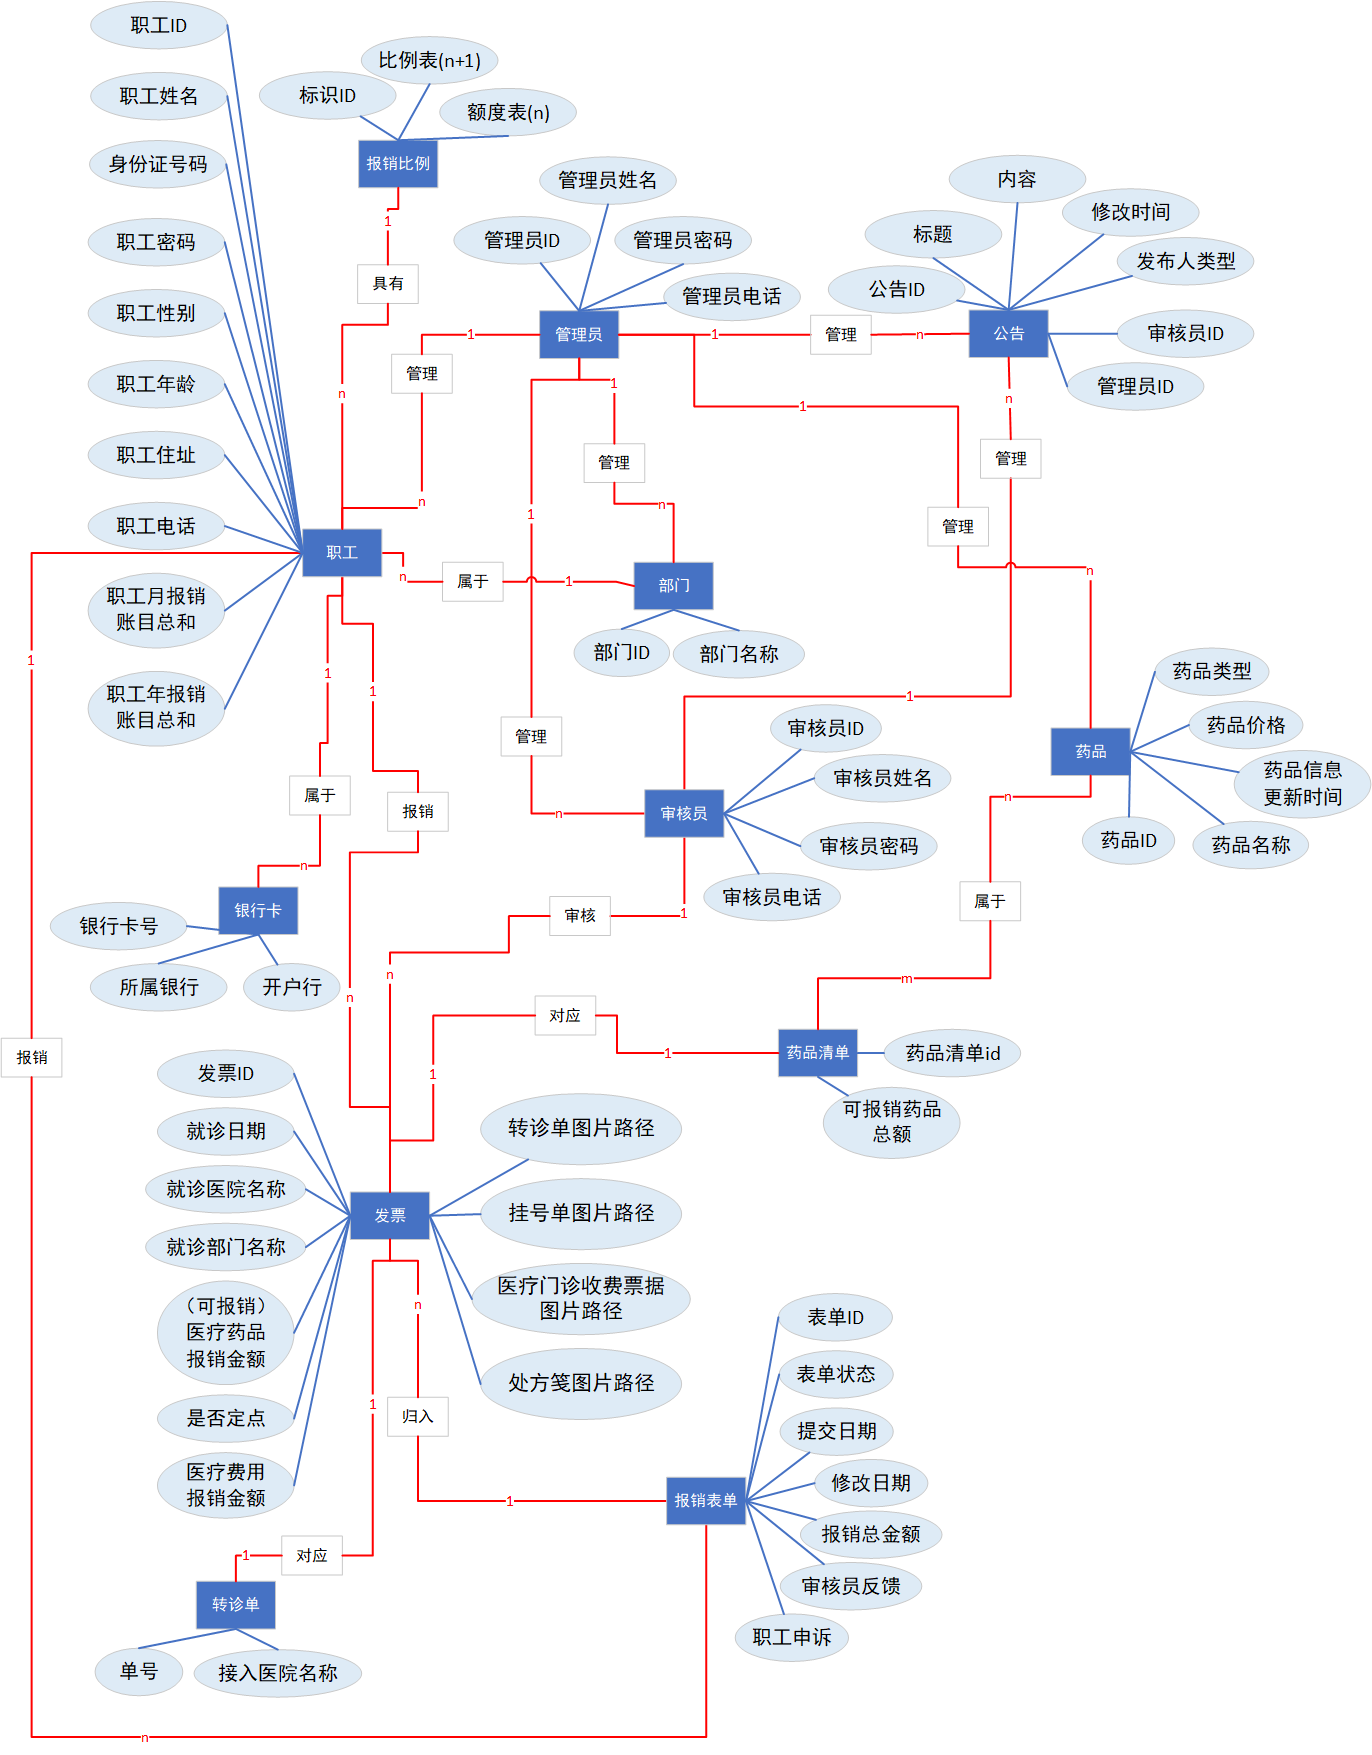 职工ID
职工姓名
身份证号码
职工密码
职工性别
职工年龄
职工住址
职工电话
职工月报销
账目总和
职工年报销
账目总和
比例表(n+1)
标识ID
额度表(n)
报销比例
1
具有
n
管理员姓名
管理员ID
管理员密码
管理员电话
管理员
1
管理
n
1
管理
n
内容
修改时间
标题
发布人类型
公告ID
公告
审核员ID
管理员ID
1
管理
n
1
管理
n
n
管理
1
1
管理
n
职工
n
属于
1
部门
部门ID
部门名称
药品类型
药品价格
药品信息
更新时间
药品
药品ID
药品名称
审核员ID
审核员姓名
审核员
审核员密码
审核员电话
1
属于
n
银行卡
银行卡号
所属银行
开户行
1
报销
n
1
审核
n
n
属于
m
1
对应
1
药品清单
药品清单id
可报销药品
总额
1
报销
n
发票ID
就诊日期
就诊医院名称
就诊部门名称
（可报销）
医疗药品
报销金额
是否定点
医疗费用
报销金额
发票
转诊单图片路径
挂号单图片路径
医疗门诊收费票据
图片路径
处方笺图片路径
n
归入
1
1
对应
1
转诊单
单号
接入医院名称
表单ID
表单状态
提交日期
修改日期
报销表单
报销总金额
审核员反馈
职工申诉